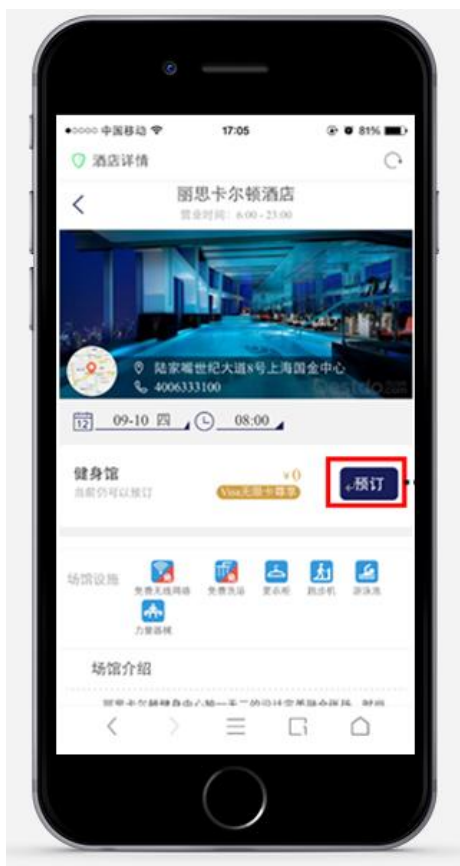 中国移动 17:05 81%
酒店详情
丽思卡尔顿酒店
营业时间: 6:00 - 23:00
陆家嘴世纪大道8号上海国金中心
4006333100
12 09-10 四 08:00
健身馆 ¥0 预订
当前仍可以预订 Visa无限卡尊享
场馆设施 免费无线网络 免费洗浴 更衣柜 跑步机 游泳池
力量器械
场馆介绍